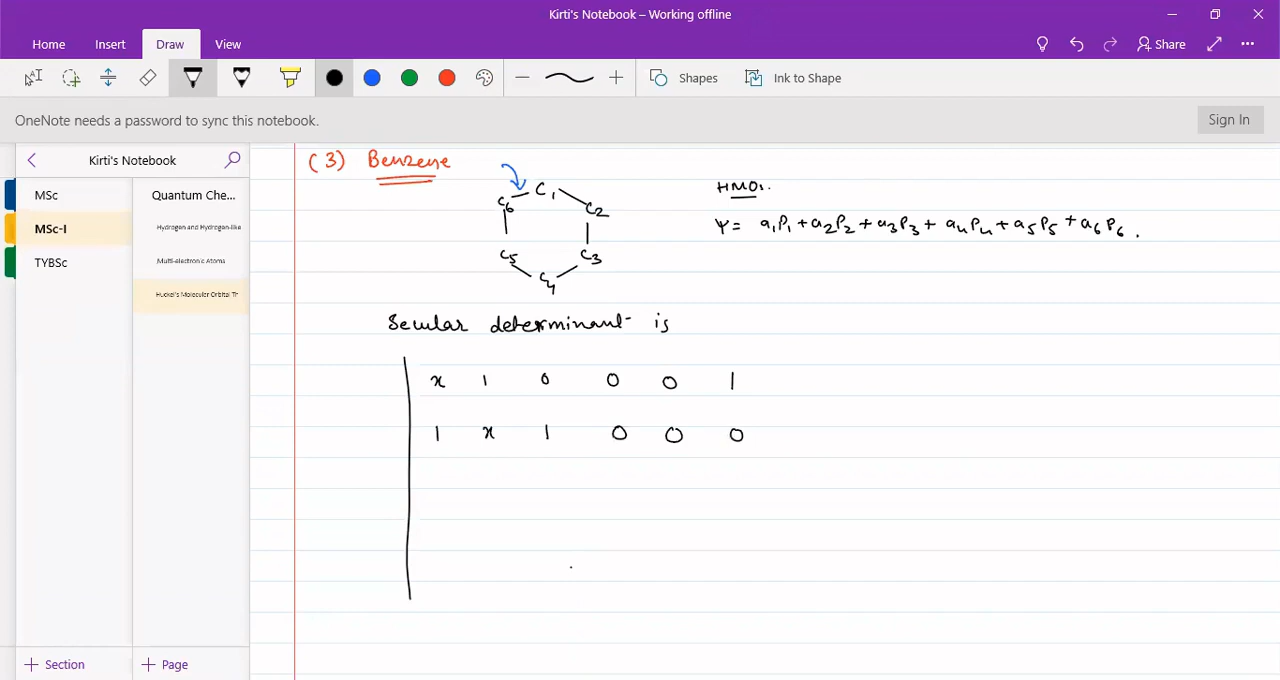 Kirti's Notebook – Working offline
Home Insert Draw View
Share
Shapes Ink to Shape
OneNote needs a password to sync this notebook.
Sign In
Kirti's Notebook
MSc
MSc-I
TYBSc
Quantum Che...
Hydrogen and Hydrogen-like
Multi-electronic Atoms
Huckel's Molecular Orbital Th
Section
Page
(3) Benzene
C1
C6 C2
C5 C3
C4
HMO:
Ψ = a1P1 + a2P2 + a3P3 + a4P4 + a5P5 + a6P6 .
Secular determinant is
x 1 0 0 0 1
1 x 1 0 0 0